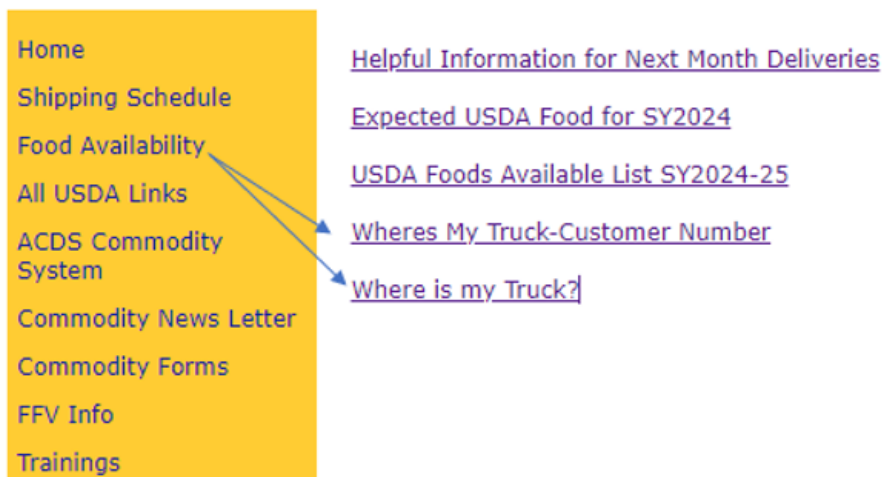 Home
Shipping Schedule
Food Availability
All USDA Links
ACDS Commodity
System
Commodity News Letter
Commodity Forms
FFV Info
Trainings
Helpful Information for Next Month Deliveries
Expected USDA Food for SY2024
USDA Foods Available List SY2024-25
Wheres My Truck-Customer Number
Where is my Truck?